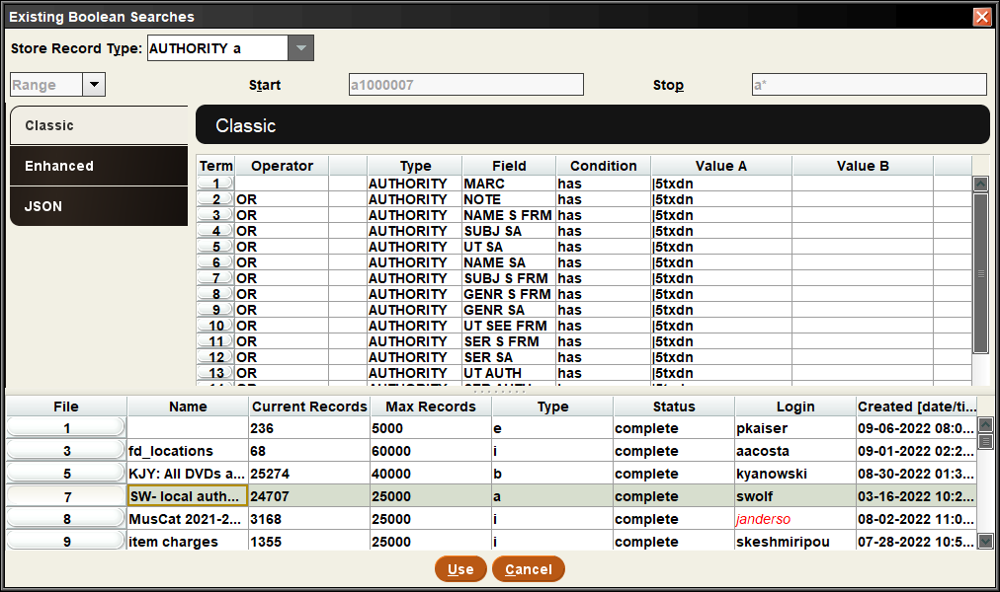 Existing Boolean Searches
Store Record Type: AUTHORITY a
Range Start a1000007 Stop a*
Classic
Enhanced
JSON
Classic
Term Operator Type Field Condition Value A Value B
1 AUTHORITY MARC has |5txdn
2 OR AUTHORITY NOTE has |5txdn
3 OR AUTHORITY NAME S FRM has |5txdn
4 OR AUTHORITY SUBJ SA has |5txdn
5 OR AUTHORITY UT SA has |5txdn
6 OR AUTHORITY NAME SA has |5txdn
7 OR AUTHORITY SUBJ S FRM has |5txdn
8 OR AUTHORITY GENR S FRM has |5txdn
9 OR AUTHORITY GENR SA has |5txdn
10 OR AUTHORITY UT SEE FRM has |5txdn
11 OR AUTHORITY SER S FRM has |5txdn
12 OR AUTHORITY SER SA has |5txdn
13 OR AUTHORITY UT AUTH has |5txdn
File Name Current Records Max Records Type Status Login Created [date/ti...
1 236 5000 e complete pkaiser 09-06-2022 08:0...
3 fd_locations 68 60000 i complete aacosta 09-01-2022 02:2...
5 KJY: All DVDs a... 25274 40000 b complete kyanowski 08-30-2022 01:3...
7 SW- local auth... 24707 25000 a complete swolf 03-16-2022 10:2...
8 MusCat 2021-2... 3168 25000 i complete janderso 08-02-2022 11:0...
9 item charges 1355 25000 i complete skeshmiripou 07-28-2022 10:5...
Use Cancel